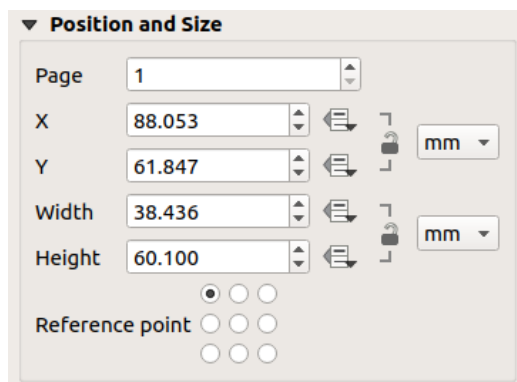 Position and Size
Page 1
X 88.053
mm
Y 61.847
Width 38.436
mm
Height 60.100
Reference point